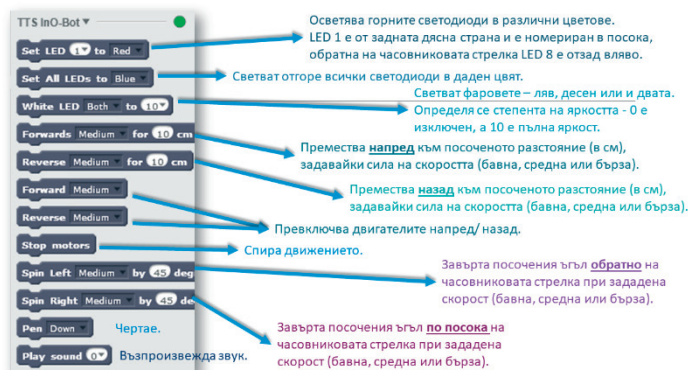 TTS InO-Bot
Осветява горните светодиоди в различни цветове.
LED 1 е от задната дясна страна и е номериран в посока,
обратна на часовниковата стрелка LED 8 е отзад вляво.
Set LED 1 to Red
Set All LEDs to Blue
Светват отгоре всички светодиоди в даден цвят.
Светват фаровете – ляв, десен или и двата.
Определя се степента на яркостта - 0 е
изключен, а 10 е пълна яркост.
White LED Both to 10
Forwards Medium for 10 cm
Премества напред към посоченото разстояние (в см),
задавайки сила на скоростта (бавна, средна или бърза).
Reverse Medium for 10 cm
Премества назад към посоченото разстояние (в см),
задавайки сила на скоростта (бавна, средна или бърза).
Forward Medium
Reverse Medium
Превключва двигателите напред/ назад.
Stop motors
Спира движението.
Spin Left Medium by 45 deg
Завърта посочения ъгъл обратно на
часовниковата стрелка при зададена
скорост (бавна, средна или бърза).
Spin Right Medium by 45 de
Завърта посочения ъгъл по посока на
часовниковата стрелка при зададена
скорост (бавна, средна или бърза).
Pen Down
Чертае.
Play sound 0
Възпроизвежда звук.